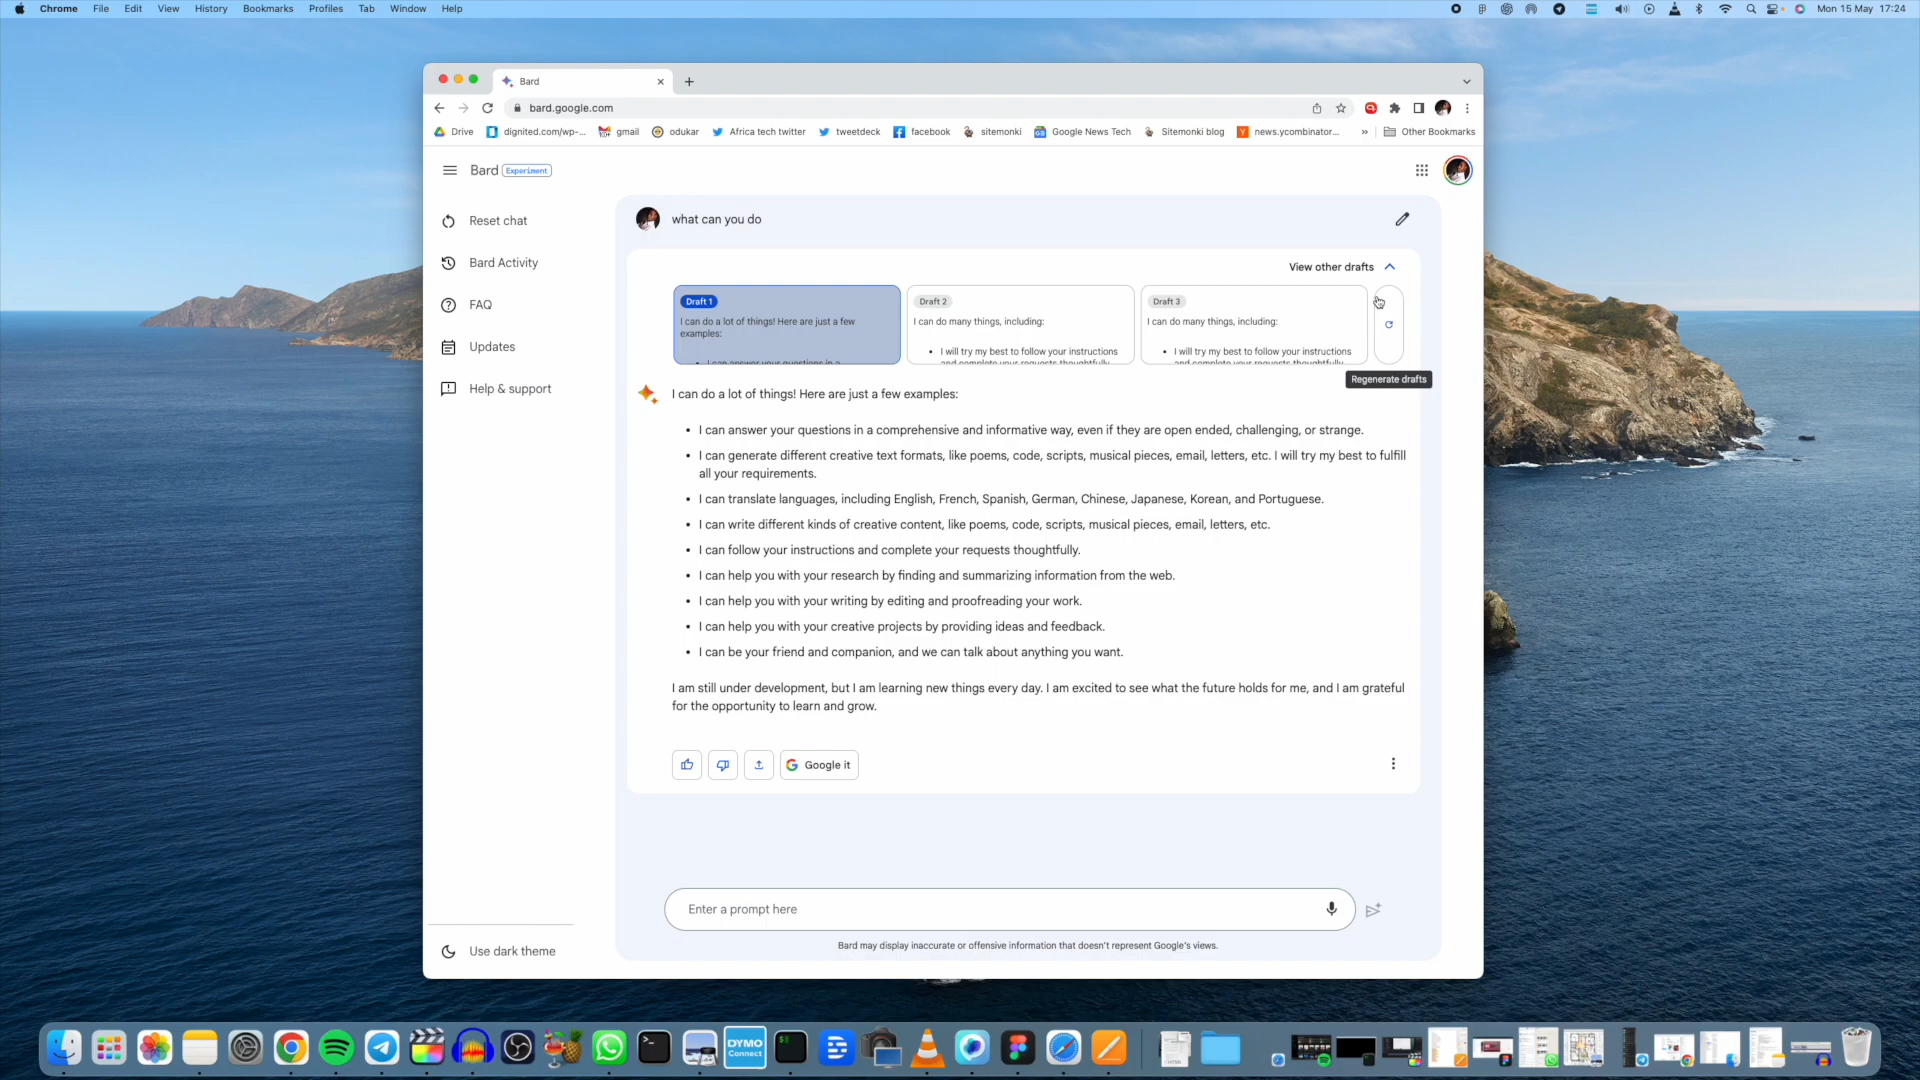 Chrome File Edit View History Bookmarks Profiles Tab Window Help Mon 15 May 17:24
Bard
bard.google.com
Drive dignited.com/wp-... gmail odukar Africa tech twitter tweetdeck facebook sitemonki Google News Tech Sitemonki blog news.ycombinator... » Other Bookmarks
Bard Experiment
Reset chat
Bard Activity
FAQ
Updates
Help & support
what can you do
View other drafts
Draft 1
I can do a lot of things! Here are just a few
examples:
I can answer your questions in a
Draft 2
I can do many things, including:
• I will try my best to follow your instructions
and complete your requests thoughtfully.
Draft 3
I can do many things, including:
• I will try my best to follow your instructions
and complete your requests thoughtfully.
Regenerate drafts
I can do a lot of things! Here are just a few examples:
• I can answer your questions in a comprehensive and informative way, even if they are open ended, challenging, or strange.
• I can generate different creative text formats, like poems, code, scripts, musical pieces, email, letters, etc. I will try my best to fulfill
all your requirements.
• I can translate languages, including English, French, Spanish, German, Chinese, Japanese, Korean, and Portuguese.
• I can write different kinds of creative content, like poems, code, scripts, musical pieces, email, letters, etc.
• I can follow your instructions and complete your requests thoughtfully.
• I can help you with your research by finding and summarizing information from the web.
• I can help you with your writing by editing and proofreading your work.
• I can help you with your creative projects by providing ideas and feedback.
• I can be your friend and companion, and we can talk about anything you want.
I am still under development, but I am learning new things every day. I am excited to see what the future holds for me, and I am grateful
for the opportunity to learn and grow.
Google it
Enter a prompt here
Bard may display inaccurate or offensive information that doesn't represent Google's views.
Use dark theme
DYMO
Connect